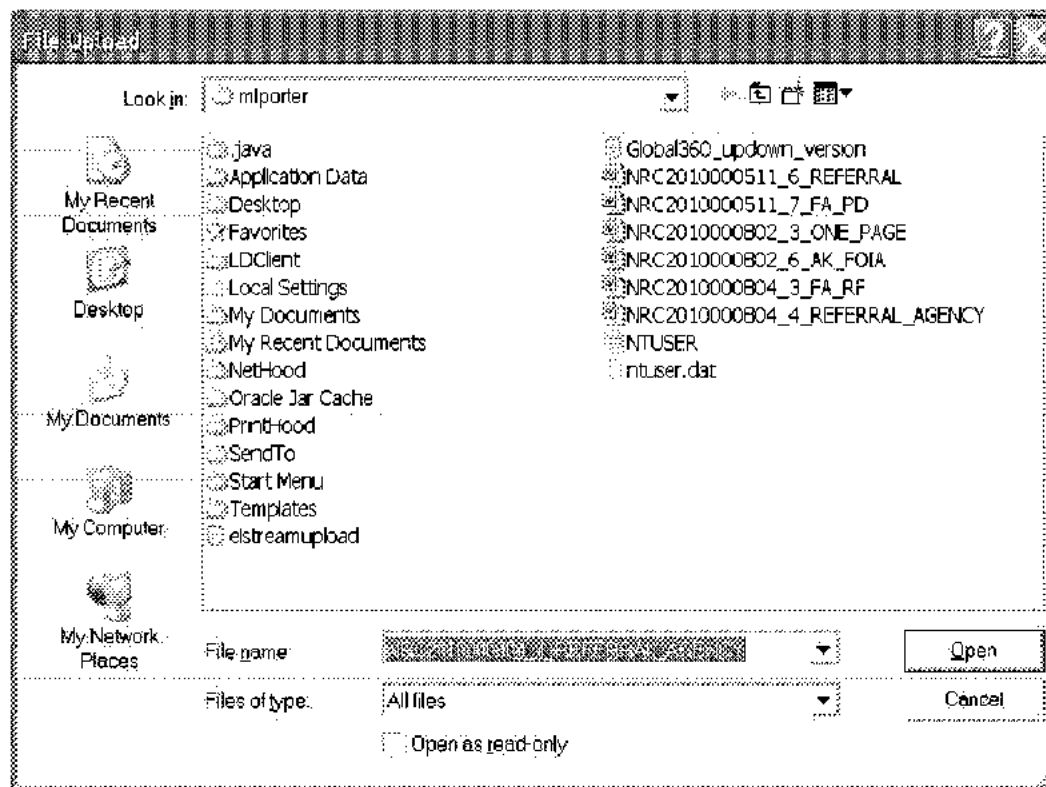 File Upload
Look in: mlporter
My Recent Documents
Desktop
My Documents
My Computer
My Network Places
.java
Application Data
Desktop
Favorites
LDClient
Local Settings
My Documents
My Recent Documents
NetHood
Oracle Jar Cache
PrintHood
SendTo
Start Menu
Templates
elstreamupload
Global360_updown_version
NRC2010000511_6_REFERRAL
NRC2010000511_7_FA_PD
NRC2010000802_3_ONE_PAGE
NRC2010000802_6_AK_FOIA
NRC2010000804_3_FA_RF
NRC2010000804_4_REFERRAL_AGENCY
NTUSER
ntuser.dat
File name:
Open
Files of type: All files
Cancel
Open as read-only